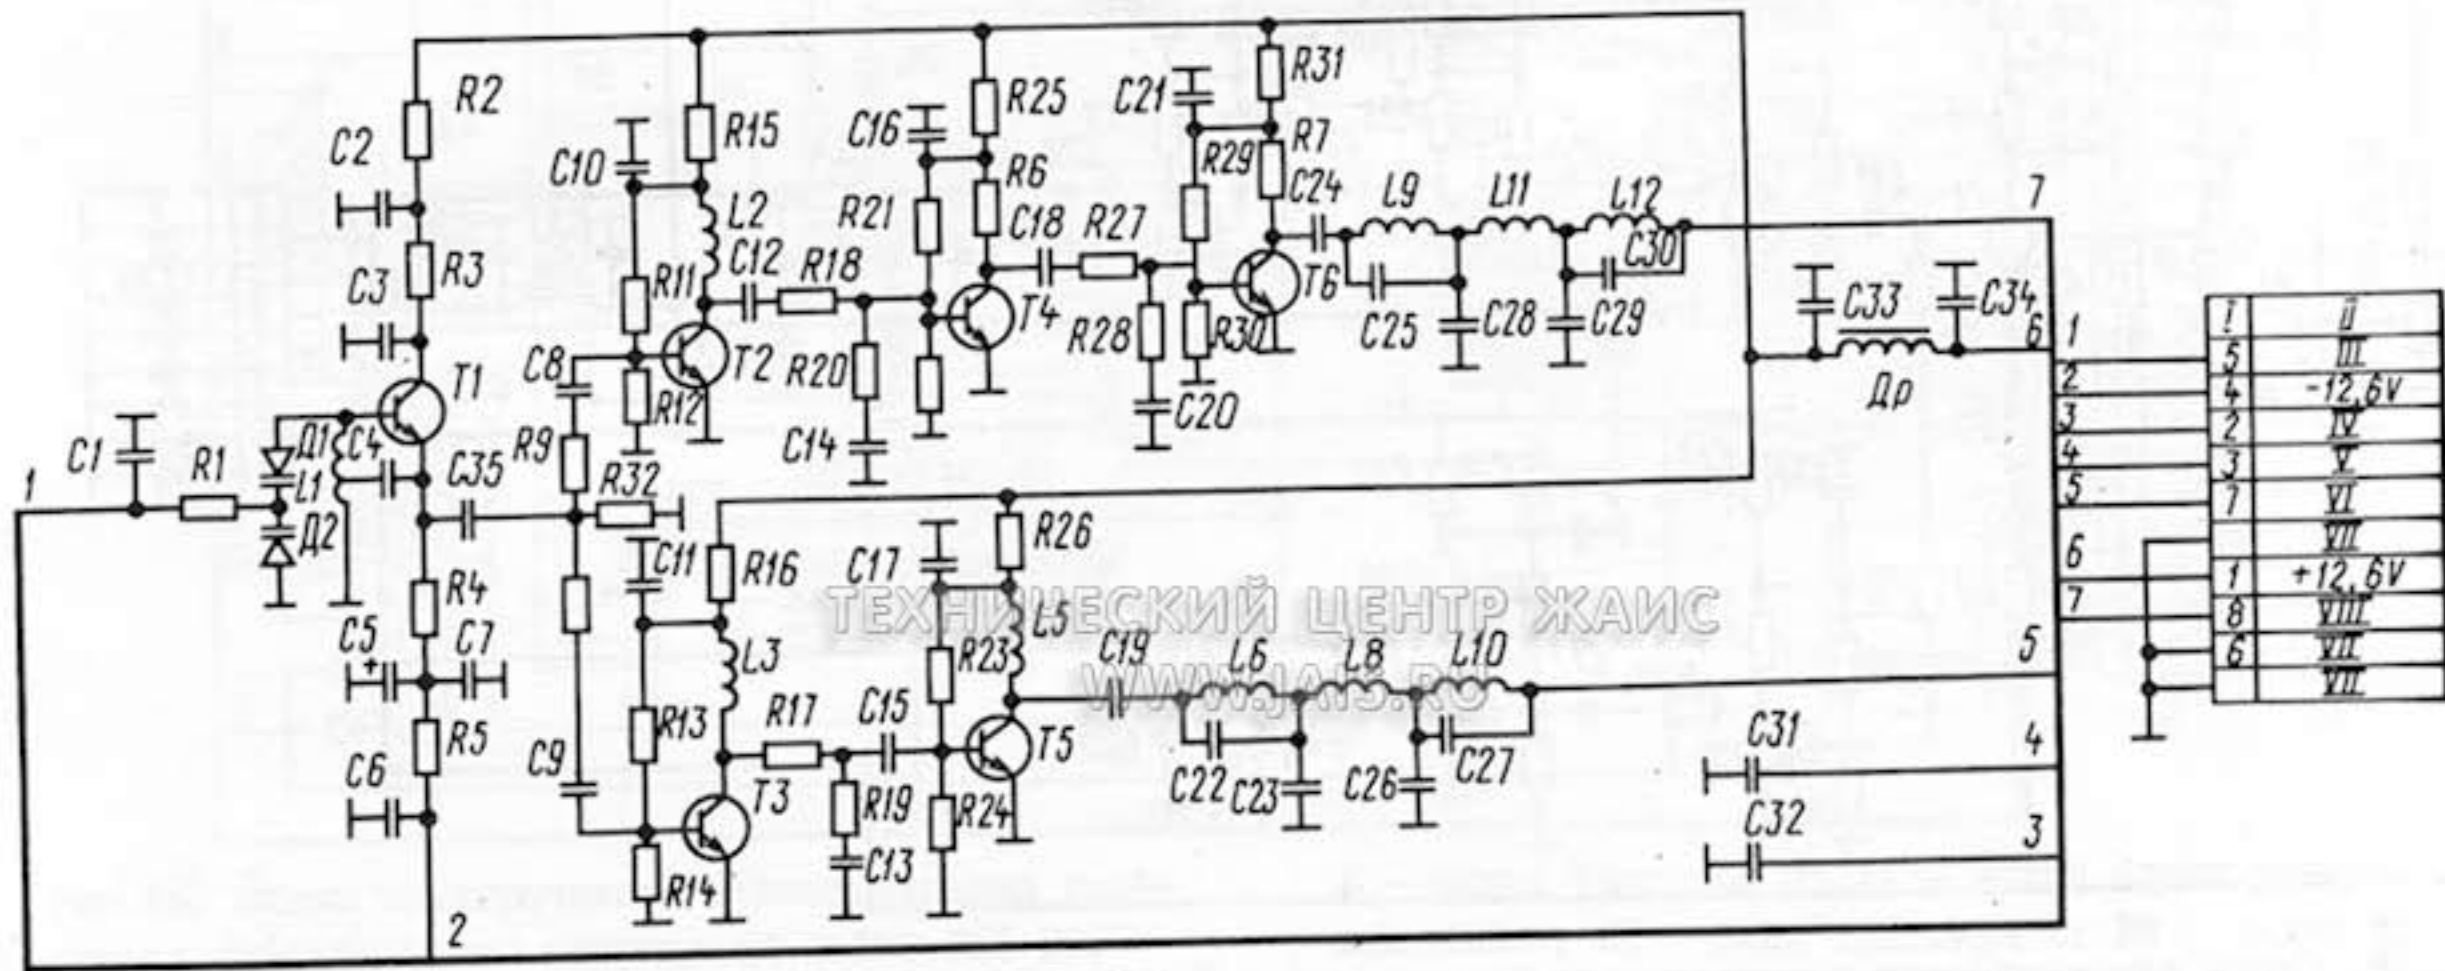 R2
C2
R3
C3
T1
C1
R1
Д1
L1
Д2
C4
C35
R4
C5
+
C7
R5
C6
1
2
C10
R15
L2
R11
C12
R18
C8
T2
R12
R9
R32
R20
C14
C16
R25
R21
R6
C18
R27
T4
R28
C20
C21
R31
R29
R7
C24
T6
R30
L9
L11
L12
C30
C25
C28
C29
7
C33
C34
6
Др
C11
R16
L3
R13
C9
T3
R14
R17
C15
R19
C13
C17
R26
L5
R23
T5
R24
C19
L6
L8
L10
C22
C23
C26
C27
5
C31
4
C32
3
I II
1 5 III
2 4 -12,6V
3 2 IV
4 3 V
5 7 VI
VII
6 1 +12,6V
7 8 VIII
6 VII
VII
ТЕХНИЧЕСКИЙ ЦЕНТР ЖАИС
WWW.JAIS.RU